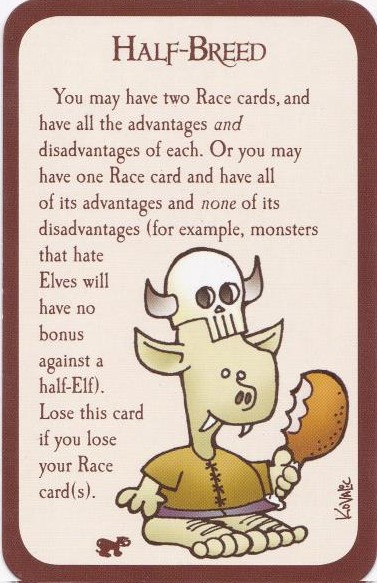 Half-Breed
You may have two Race cards, and
have all the advantages and
disadvantages of each. Or you may
have one Race card and have all
of its advantages and none of its
disadvantages (for example, monsters
that hate
Elves will
have no
bonus
against a
half-Elf).
Lose this card
if you lose
your Race
card(s).
Kovalic